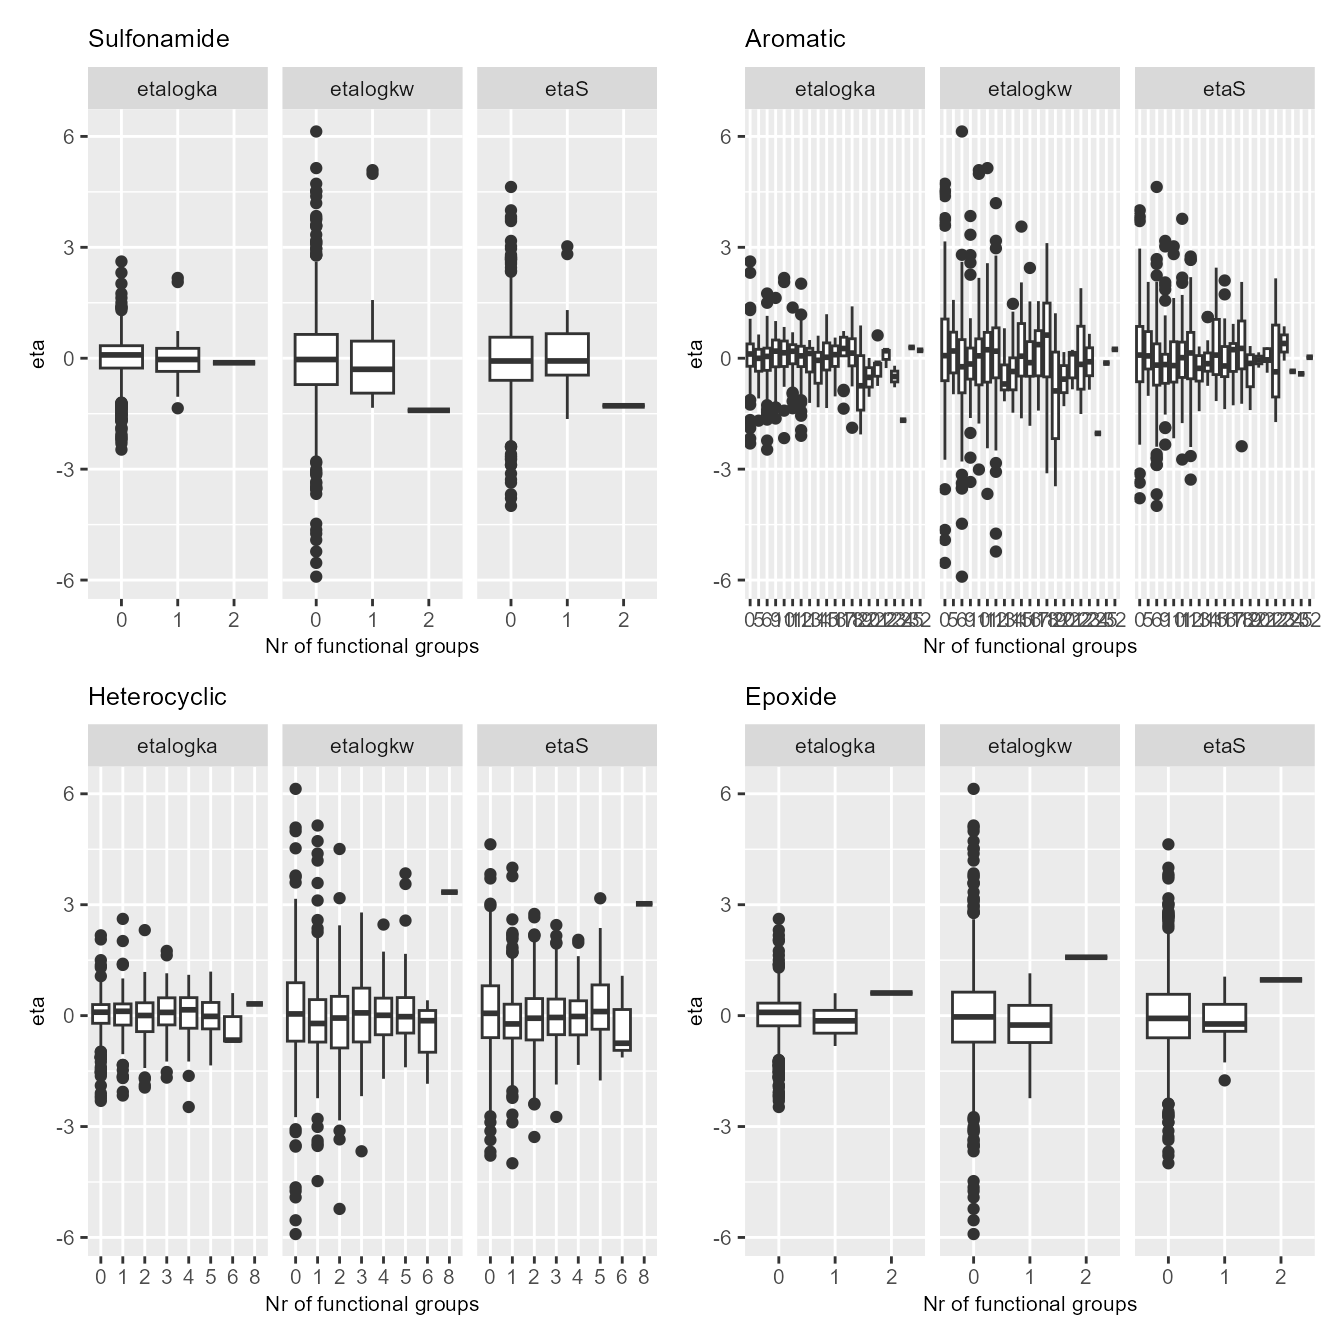 Sulfonamide
etalogka etalogkw etaS
6
3
0
-3
-6
eta
0 1 2 0 1 2 0 1 2
Nr of functional groups
Aromatic
etalogka etalogkw etaS
6
3
0
-3
-6
eta
Nr of functional groups
Heterocyclic
etalogka etalogkw etaS
6
3
0
-3
-6
eta
0 1 2 3 4 5 6 8 0 1 2 3 4 5 6 8 0 1 2 3 4 5 6 8
Nr of functional groups
Epoxide
etalogka etalogkw etaS
6
3
0
-3
-6
eta
0 1 2 0 1 2 0 1 2
Nr of functional groups